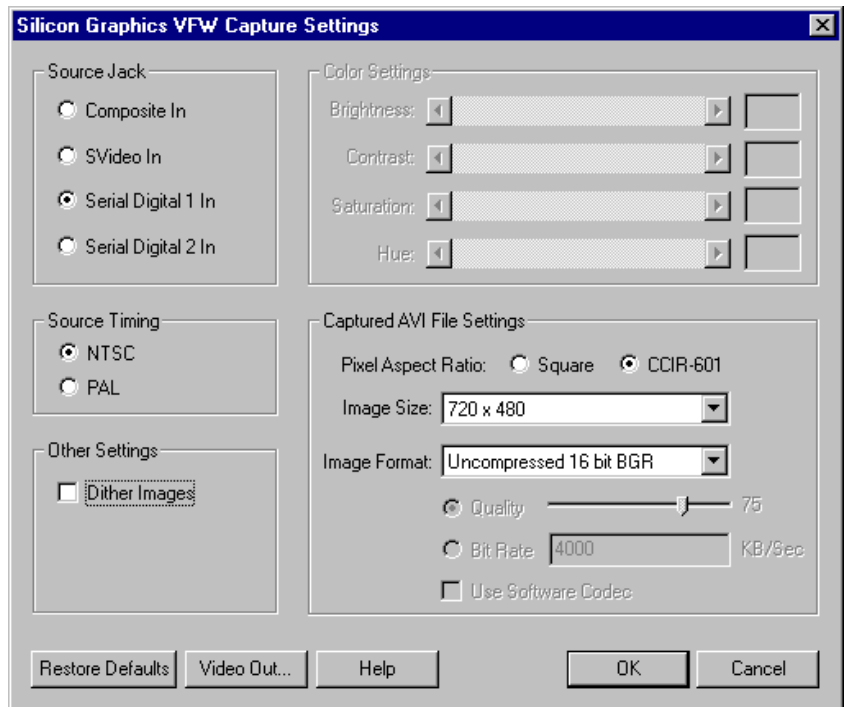 Silicon Graphics VFW Capture Settings
Source Jack
Composite In
SVideo In
Serial Digital 1 In
Serial Digital 2 In
Color Settings
Brightness:
Contrast:
Saturation:
Hue:
Source Timing
NTSC
PAL
Other Settings
Dither Images
Captured AVI File Settings
Pixel Aspect Ratio: Square CCIR-601
Image Size: 720 x 480
Image Format: Uncompressed 16 bit BGR
Quality 75
Bit Rate 4000 KB/Sec
Use Software Codec
Restore Defaults Video Out... Help OK Cancel